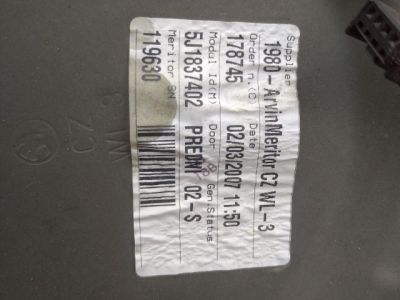 Supplier
1980 - ArvinMeritor CZ WL-3
Order n.(C) Date
178745 02/03/2007 11:50
Modul Id(M) Door Gen.Status
5J1837402 PREDNI 02-S
Meritor SN
119630